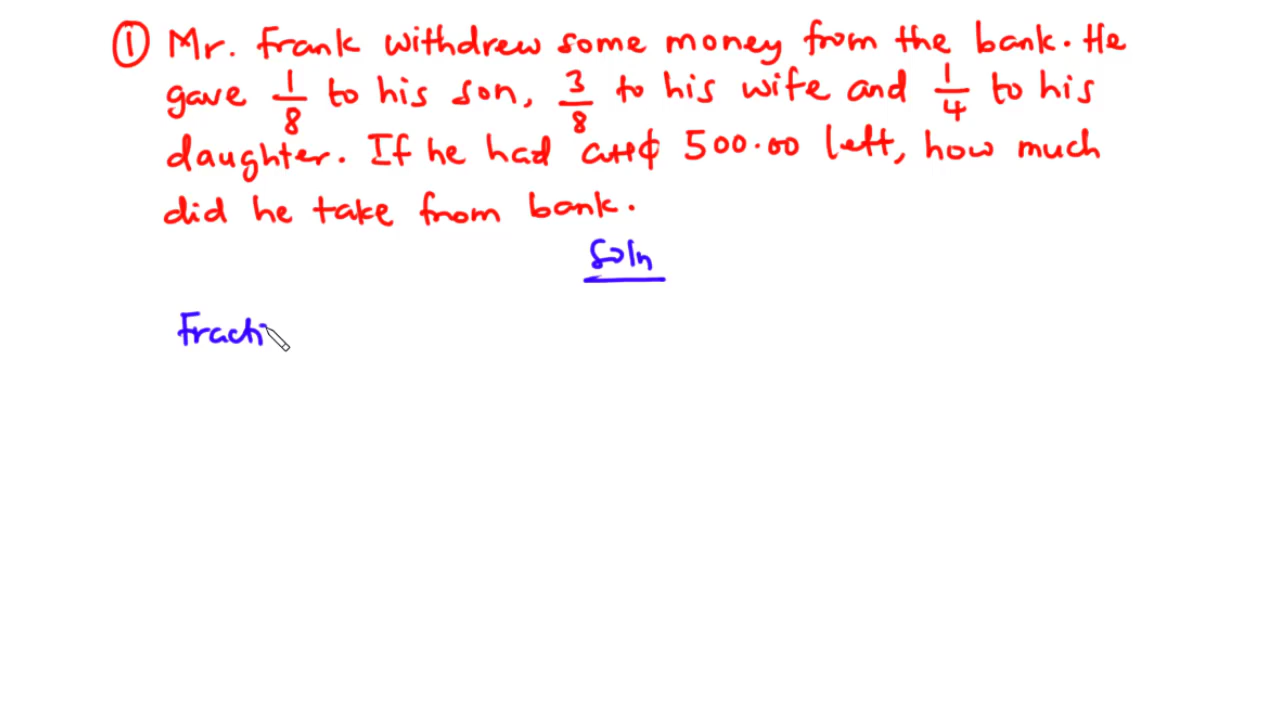 ① Mr. Frank withdrew some money from the bank. He
gave 1/8 to his son, 3/8 to his wife and 1/4 to his
daughter. If he had GH¢ 500.00 left, how much
did he take from bank.
Soln
Fracti